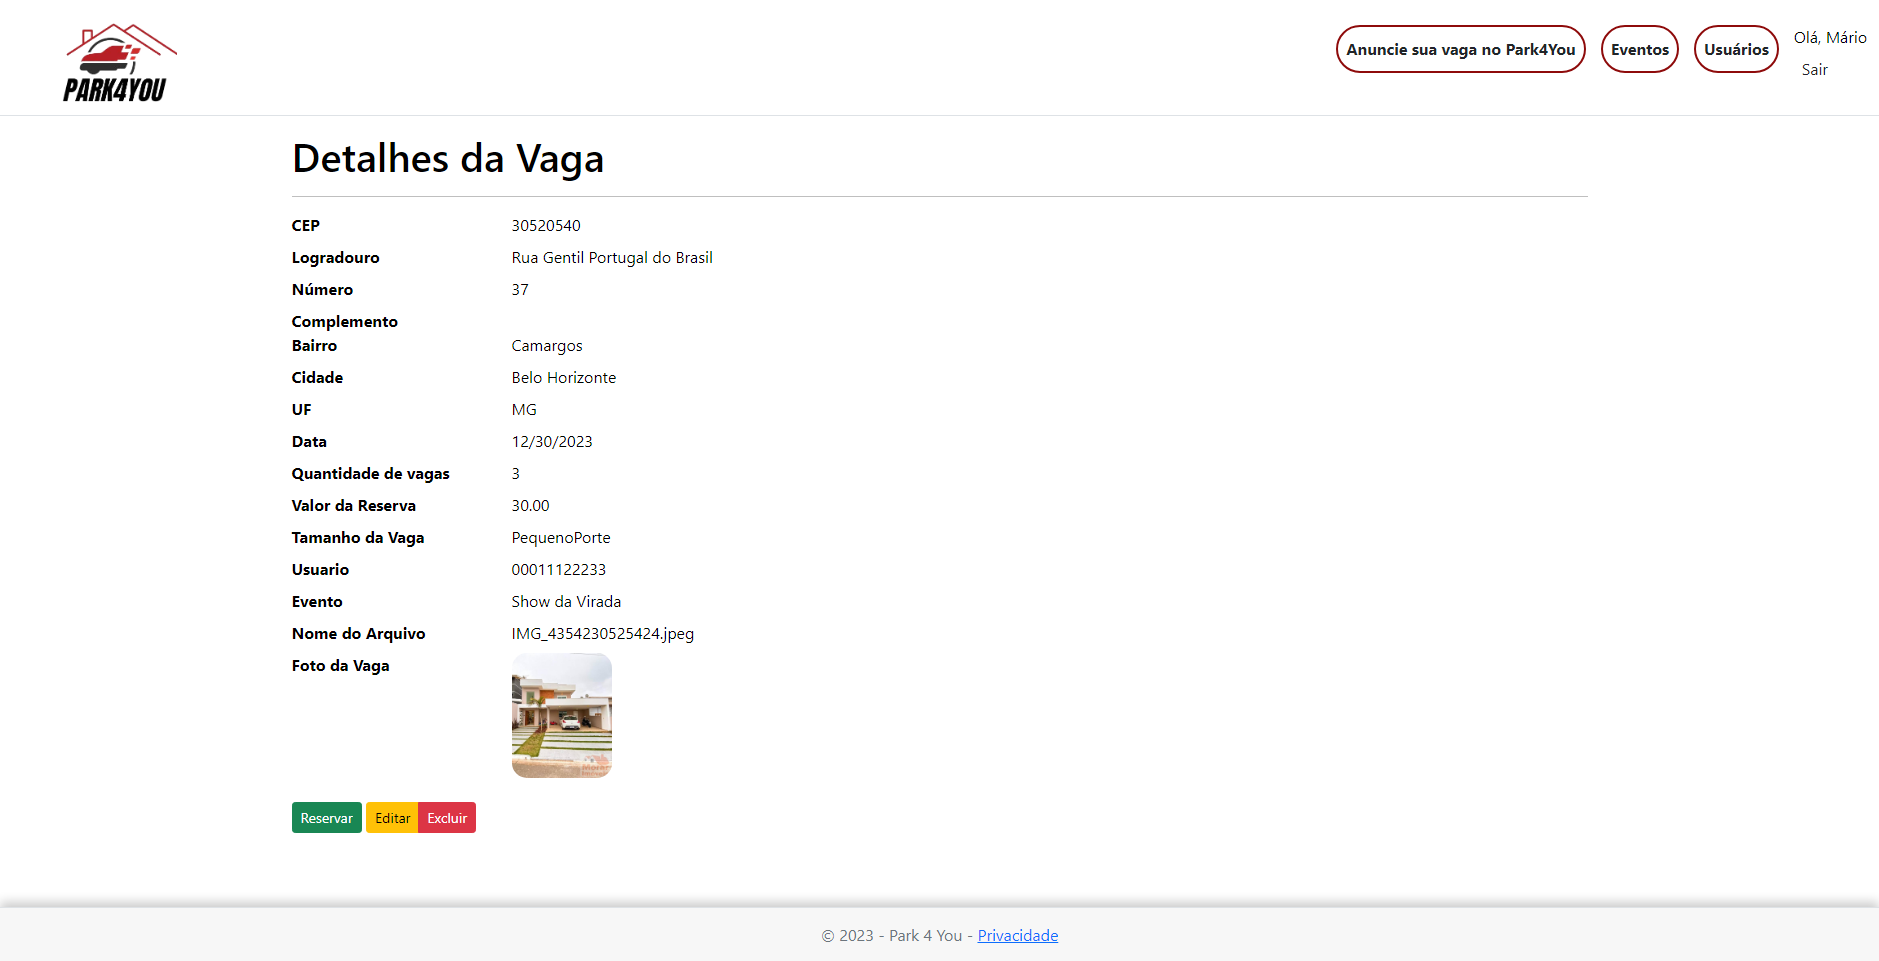 PARK4YOU
Anuncie sua vaga no Park4You
Eventos
Usuários
Olá, Mário
Sair
Detalhes da Vaga
CEP 30520540
Logradouro Rua Gentil Portugal do Brasil
Número 37
Complemento
Bairro Camargos
Cidade Belo Horizonte
UF MG
Data 12/30/2023
Quantidade de vagas 3
Valor da Reserva 30.00
Tamanho da Vaga PequenoPorte
Usuario 00011122233
Evento Show da Virada
Nome do Arquivo IMG_4354230525424.jpeg
Foto da Vaga
Reservar Editar Excluir
© 2023 - Park 4 You - Privacidade